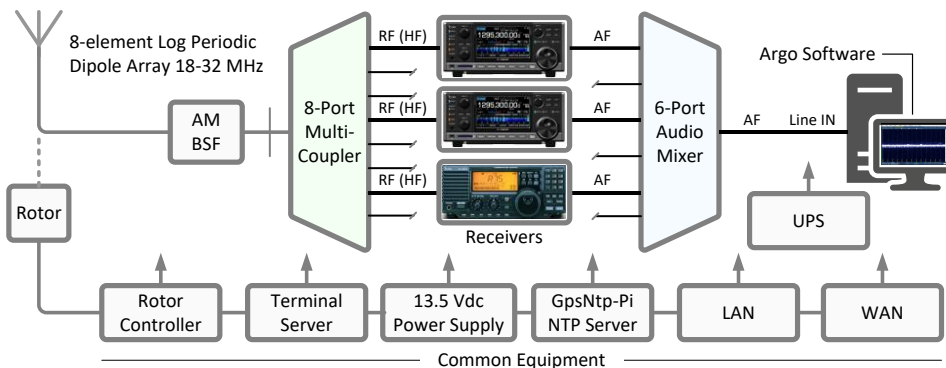 8-element Log Periodic
Dipole Array 18-32 MHz
AM
BSF
8-Port
Multi-
Coupler
RF (HF)
RF (HF)
RF (HF)
1295.300.00
1295.300.00
Receivers
AF
AF
AF
6-Port
Audio
Mixer
AF
Line IN
Argo Software
UPS
Rotor
Rotor
Controller
Terminal
Server
13.5 Vdc
Power Supply
GpsNtp-Pi
NTP Server
LAN
WAN
Common Equipment